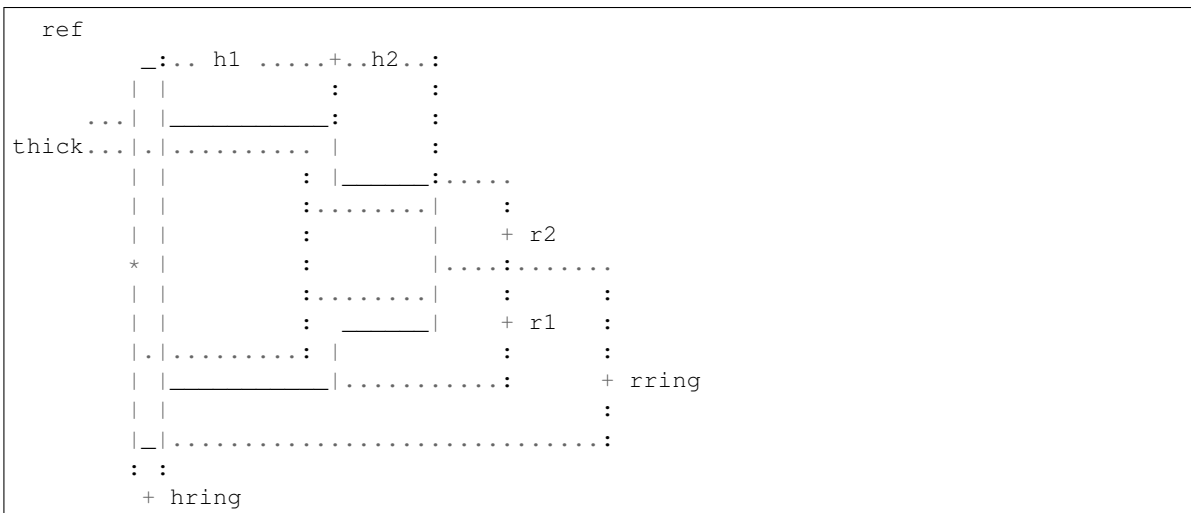 ref
h1 h2
thick
r2
r1
rring
hring